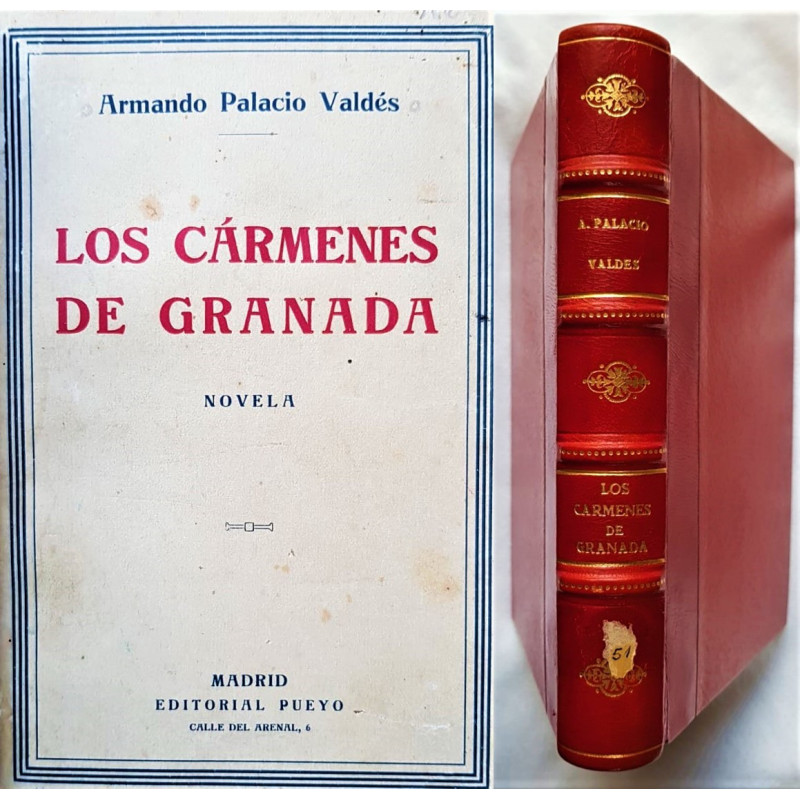 Armando Palacio Valdés
LOS CÁRMENES
DE GRANADA
NOVELA
MADRID
EDITORIAL PUEYO
CALLE DEL ARENAL, 6
A. PALACIO
VALDES
LOS
CARMENES
DE
GRANADA
51